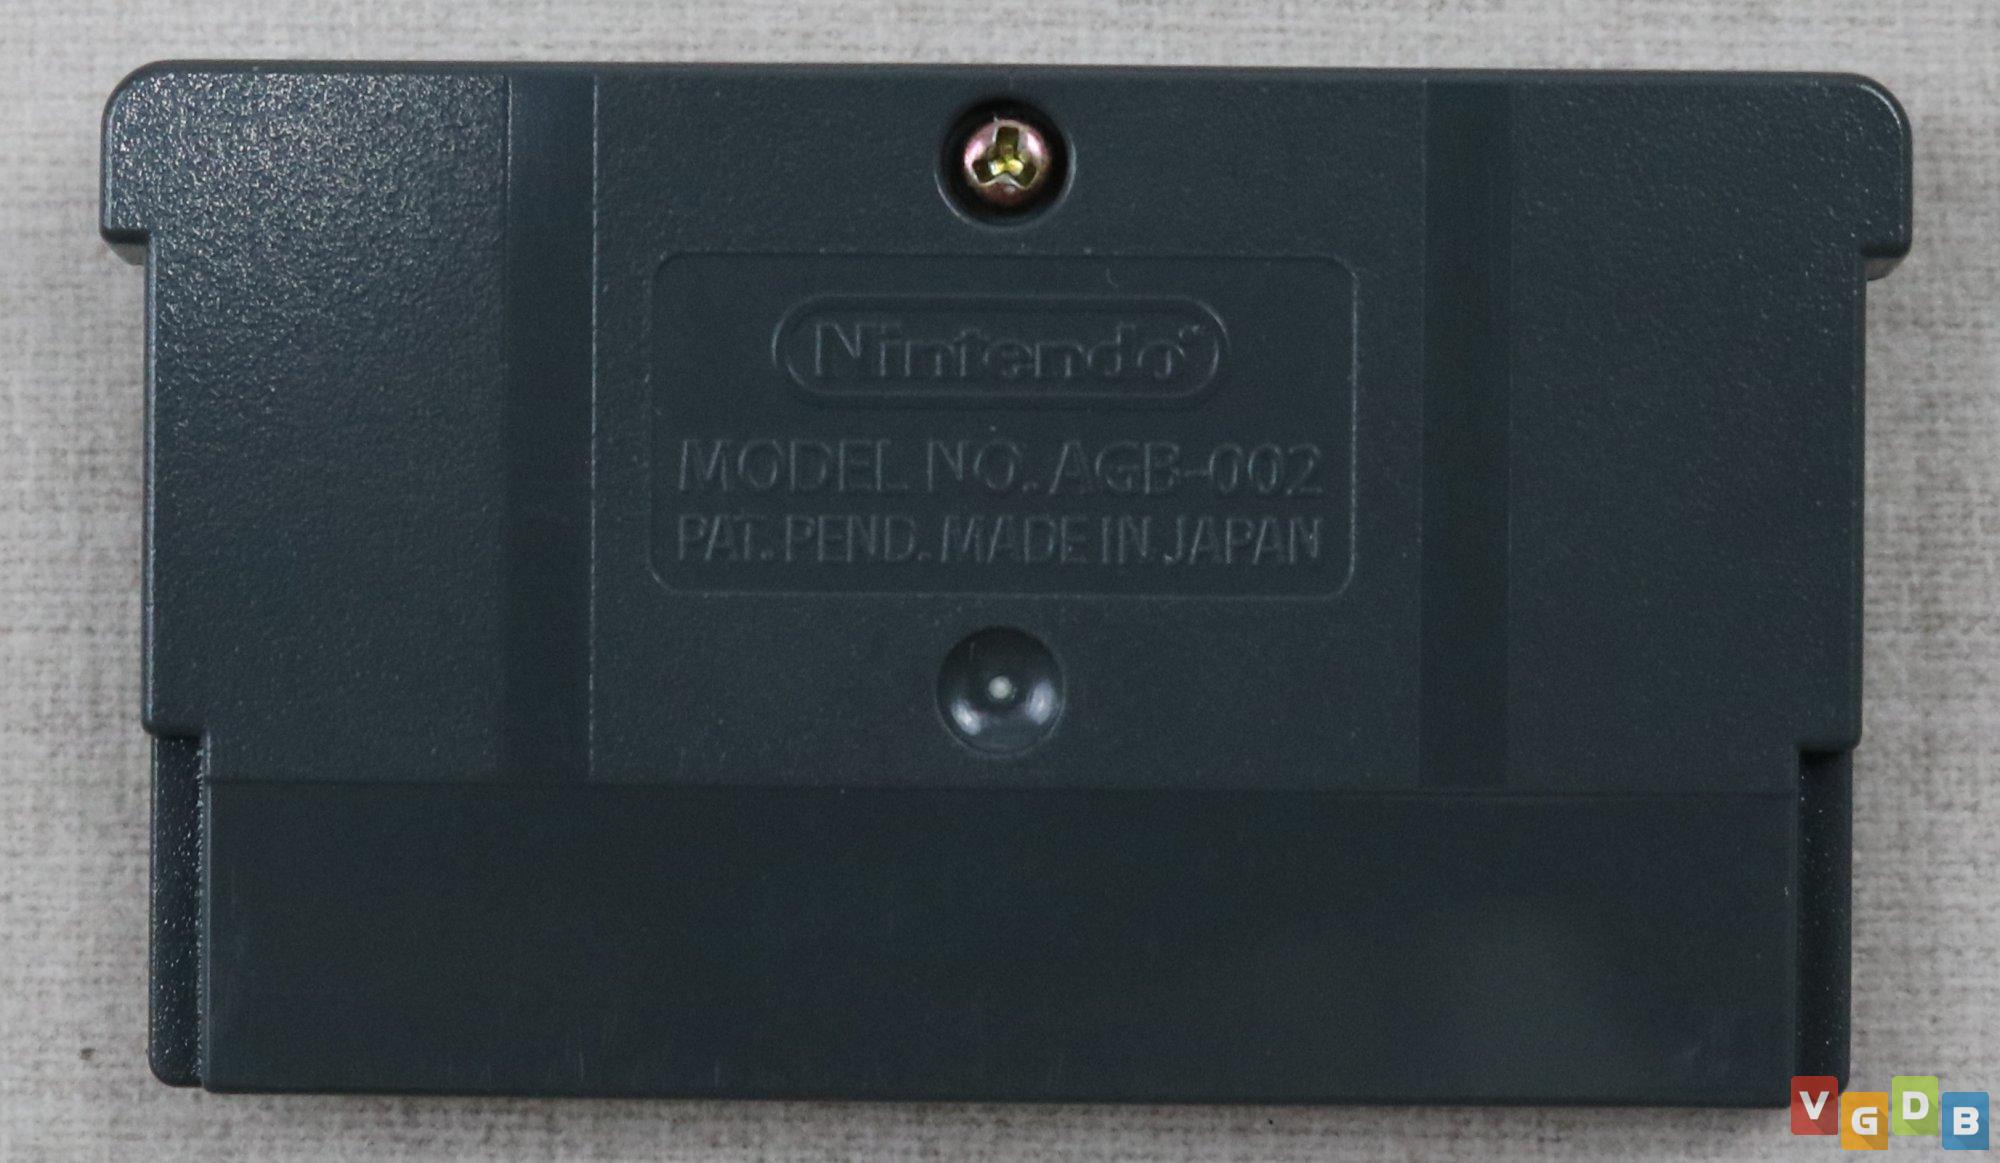 Nintendo®
MODEL NO. AGB-002
PAT. PEND. MADE IN JAPAN
VGDB